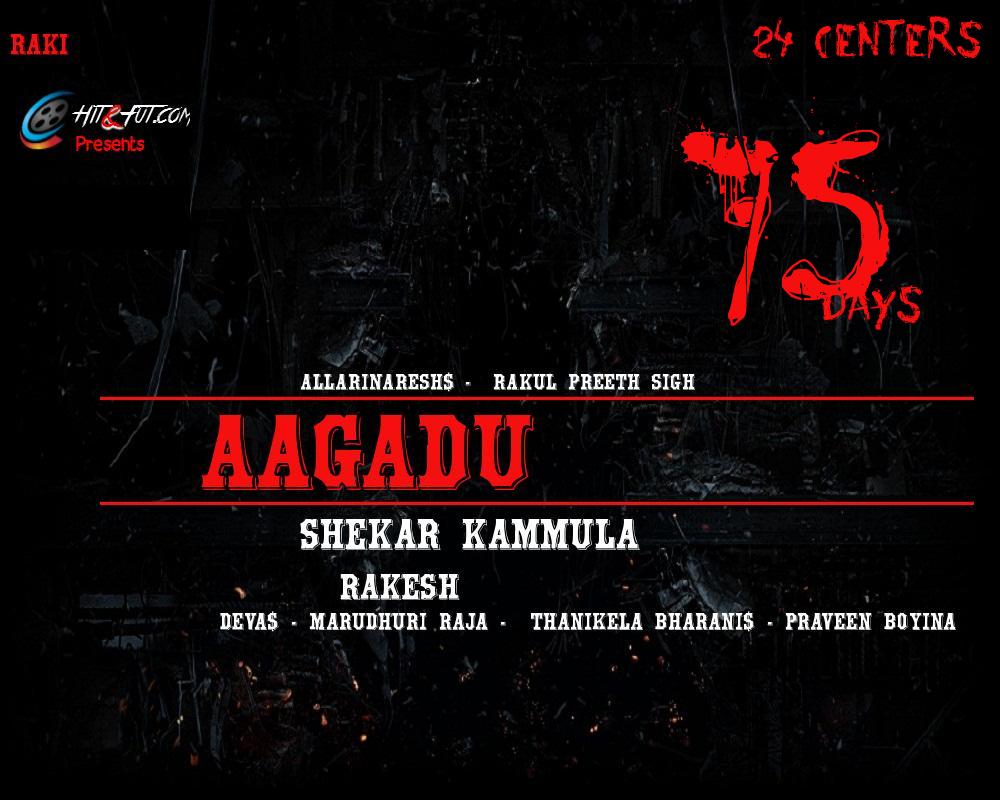 RAKI
24 CENTERS
HIT&FUT.COM
Presents
75
DAYS
ALLARINARESH$ - RAKUL PREETH SIGH
AAGADU
SHEKAR KAMMULA
RAKESH
DEVA$ - MARUDHURI RAJA - THANIKELA BHARANI$ - PRAVEEN BOYINA